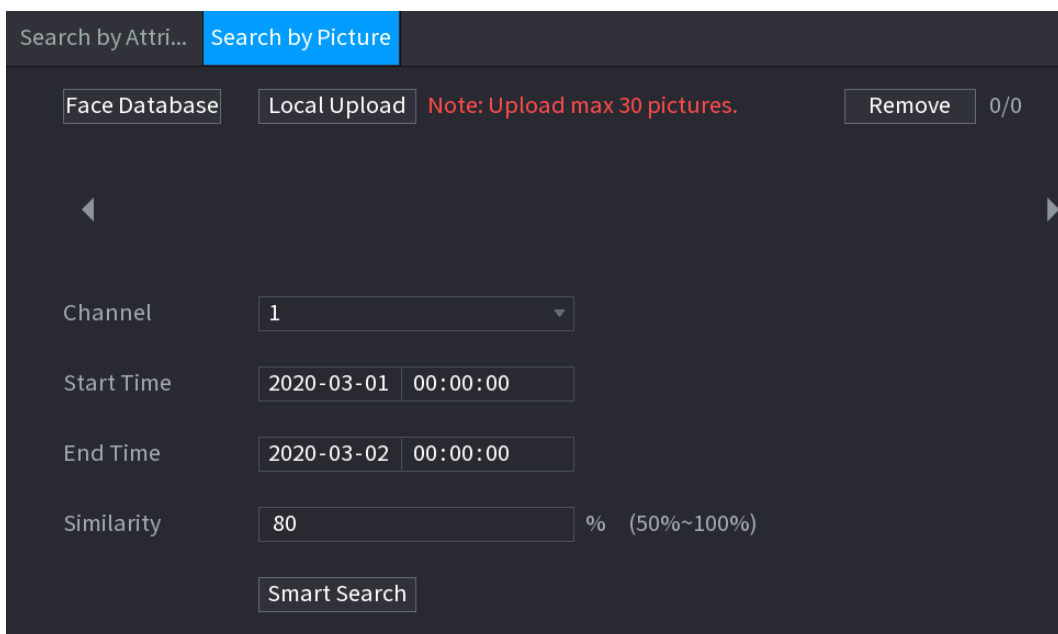 Search by Attri... Search by Picture
Face Database Local Upload Note: Upload max 30 pictures. Remove 0/0
Channel 1
Start Time 2020-03-01 00:00:00
End Time 2020-03-02 00:00:00
Similarity 80 % (50%~100%)
Smart Search